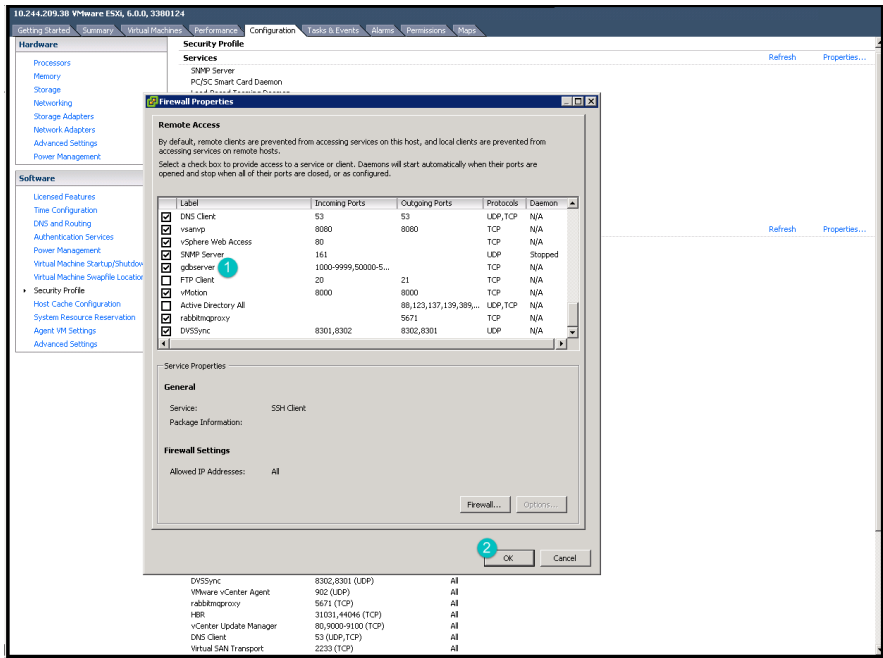 10.244.209.38 VMware ESXi, 6.0.0, 3380124
Getting Started Summary Virtual Machines Performance Configuration Tasks & Events Alarms Permissions Maps
Hardware
Processors
Memory
Storage
Networking
Storage Adapters
Network Adapters
Advanced Settings
Power Management
Software
Licensed Features
Time Configuration
DNS and Routing
Authentication Services
Power Management
Virtual Machine Startup/Shutdow
Virtual Machine Swapfile Location
Security Profile
Host Cache Configuration
System Resource Reservation
Agent VM Settings
Advanced Settings
Security Profile
Services Refresh Properties...
SNMP Server
PC/SC Smart Card Daemon
Refresh Properties...
Firewall Properties
Remote Access
By default, remote clients are prevented from accessing services on this host, and local clients are prevented from
accessing services on remote hosts.
Select a check box to provide access to a service or client. Daemons will start automatically when their ports are
opened and stop when all of their ports are closed, or as configured.
Label Incoming Ports Outgoing Ports Protocols Daemon
DNS Client 53 53 UDP,TCP N/A
vsanvp 8080 8080 TCP N/A
vSphere Web Access 80 TCP N/A
SNMP Server 161 UDP Stopped
gdbserver 1 1000-9999,50000-5... TCP N/A
FTP Client 20 21 TCP N/A
vMotion 8000 8000 TCP N/A
Active Directory All 88,123,137,139,389,... UDP,TCP N/A
rabbitmqproxy 5671 TCP N/A
DVSSync 8301,8302 8302,8301 UDP N/A
Service Properties
General
Service: SSH Client
Package Information:
Firewall Settings
Allowed IP Addresses: All
Firewall... Options...
2
OK Cancel
DVSSync 8302,8301 (UDP) All
VMware vCenter Agent 902 (UDP) All
rabbitmqproxy 5671 (TCP) All
HBR 31031,44046 (TCP) All
vCenter Update Manager 80,9000-9100 (TCP) All
DNS Client 53 (UDP,TCP) All
Virtual SAN Transport 2233 (TCP) All